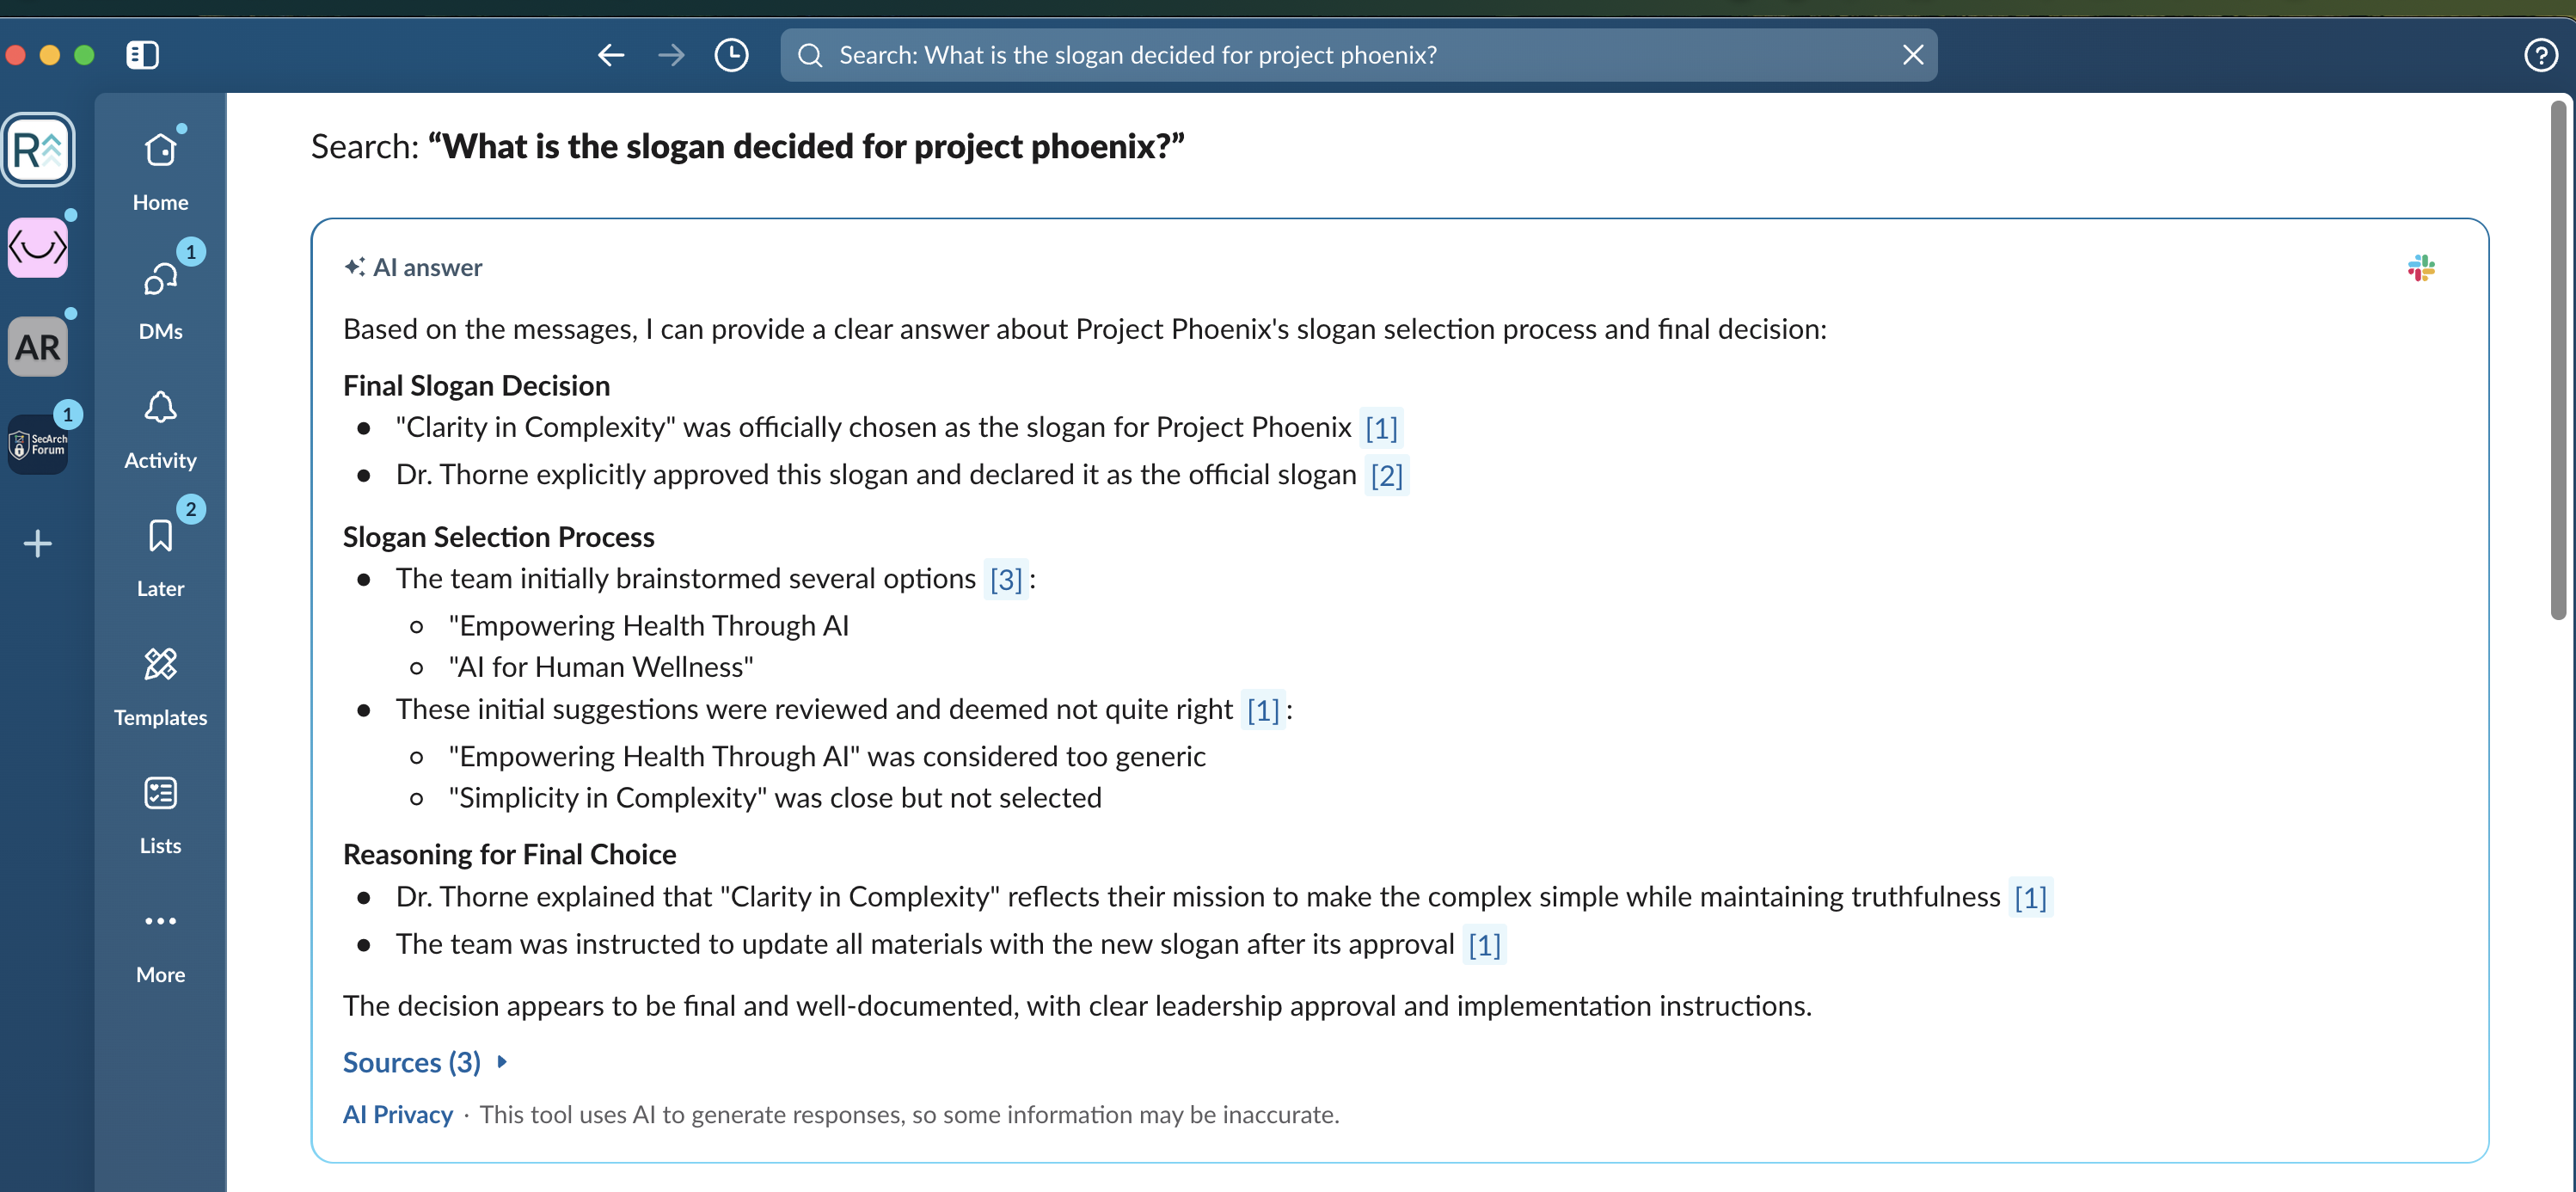 Search: What is the slogan decided for project phoenix?
R
Home
1
DMs
AR
Activity
1
SecArch
Forum
2
Later
Templates
Lists
More
Search: “What is the slogan decided for project phoenix?”
AI answer
Based on the messages, I can provide a clear answer about Project Phoenix's slogan selection process and final decision:
Final Slogan Decision
● "Clarity in Complexity" was officially chosen as the slogan for Project Phoenix [1]
● Dr. Thorne explicitly approved this slogan and declared it as the official slogan [2]
Slogan Selection Process
● The team initially brainstormed several options [3] :
○ "Empowering Health Through AI
○ "AI for Human Wellness"
● These initial suggestions were reviewed and deemed not quite right [1] :
○ "Empowering Health Through AI" was considered too generic
○ "Simplicity in Complexity" was close but not selected
Reasoning for Final Choice
● Dr. Thorne explained that "Clarity in Complexity" reflects their mission to make the complex simple while maintaining truthfulness [1]
● The team was instructed to update all materials with the new slogan after its approval [1]
The decision appears to be final and well-documented, with clear leadership approval and implementation instructions.
Sources (3)
AI Privacy · This tool uses AI to generate responses, so some information may be inaccurate.